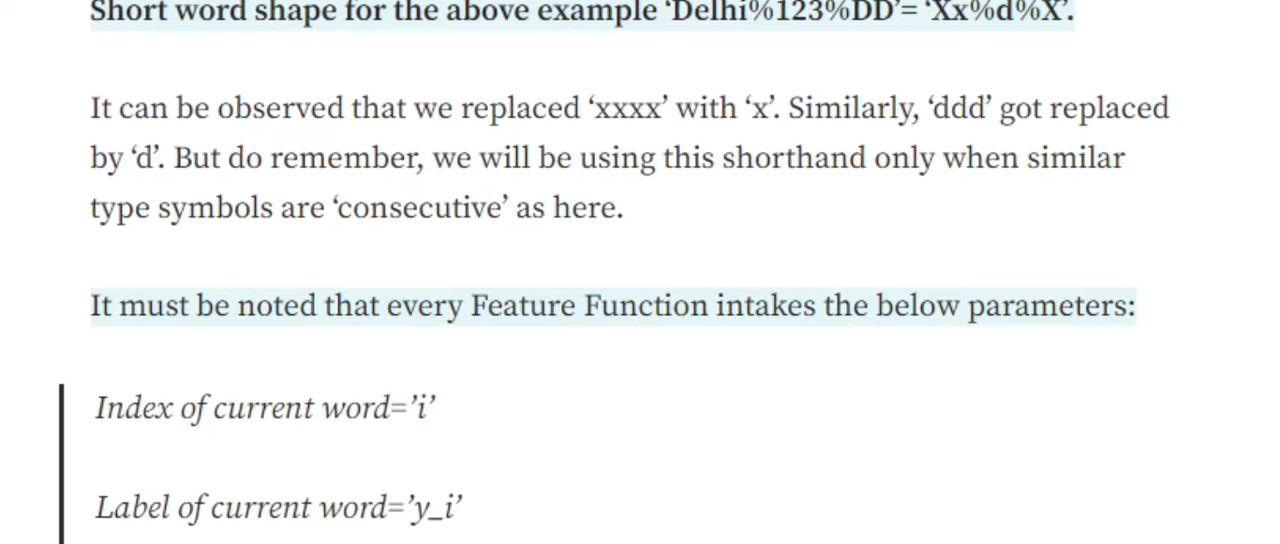 Short word shape for the above example ‘Delhi%123%DD’= ‘Xx%d%X’.
It can be observed that we replaced ‘xxxx’ with ‘x’. Similarly, ‘ddd’ got replaced
by ‘d’. But do remember, we will be using this shorthand only when similar
type symbols are ‘consecutive’ as here.
It must be noted that every Feature Function intakes the below parameters:
Index of current word=’i’
Label of current word=’y_i’